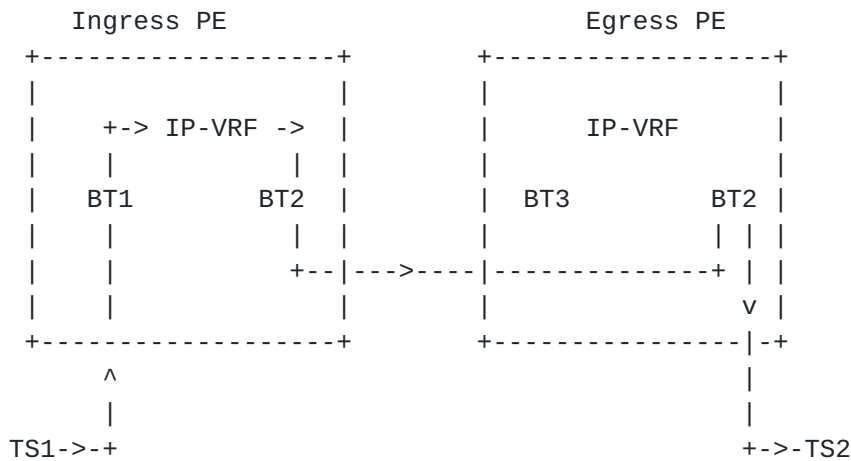 Ingress PE Egress PE
+-> IP-VRF -> IP-VRF
BT1 BT2 BT3 BT2
TS1->-+ +->-TS2